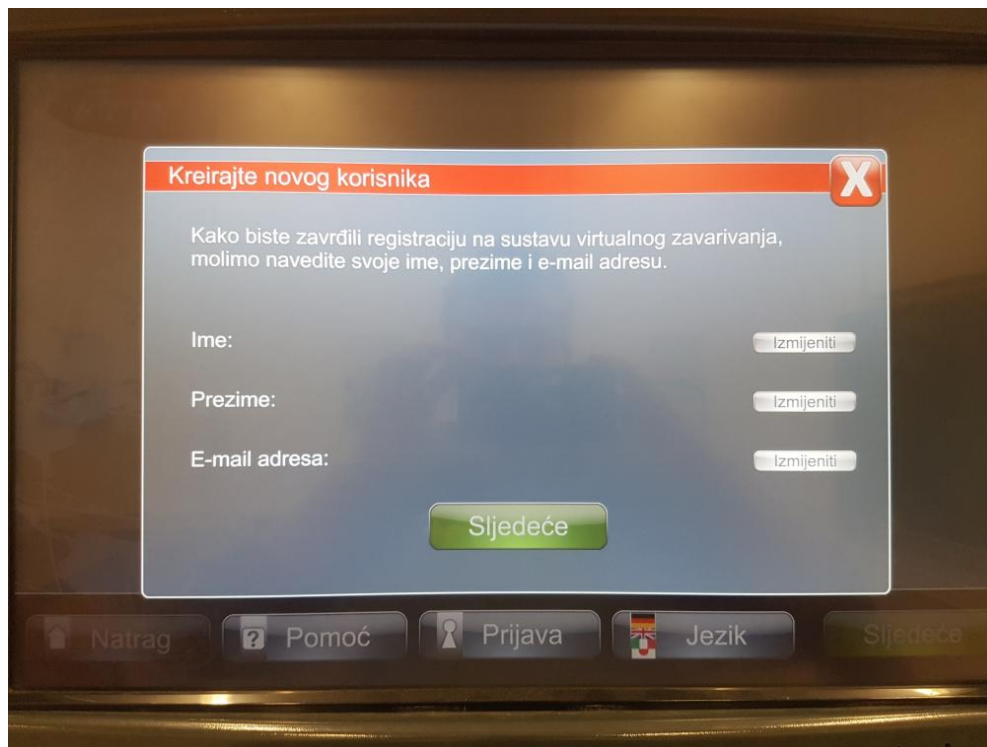 Kreirajte novog korisnika
X
Kako biste zavrđili registraciju na sustavu virtualnog zavarivanja,
molimo navedite svoje ime, prezime i e-mail adresu.
Ime:
Izmijeniti
Prezime:
Izmijeniti
E-mail adresa:
Izmijeniti
Sljedeće
Natrag
? Pomoć
Prijava
Jezik
Sljedeće